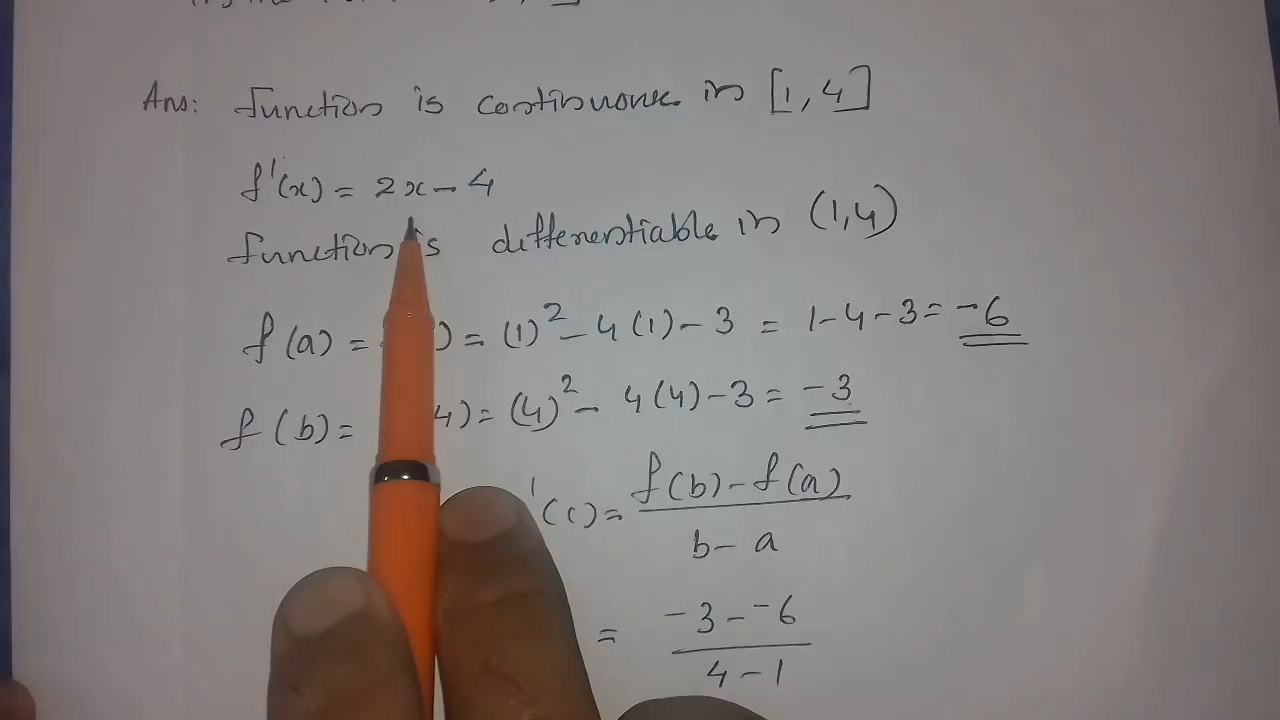 Ans: function is continuous in [1, 4]
f'(x) = 2x - 4
function is differentiable in (1,4)
f(a) = ) = (1)² - 4(1) - 3 = 1 - 4 - 3 = -6
f(b) = 4) = (4)² - 4(4) - 3 = -3
'(c) = f(b) - f(a) / b - a
= -3 - -6 / 4 - 1